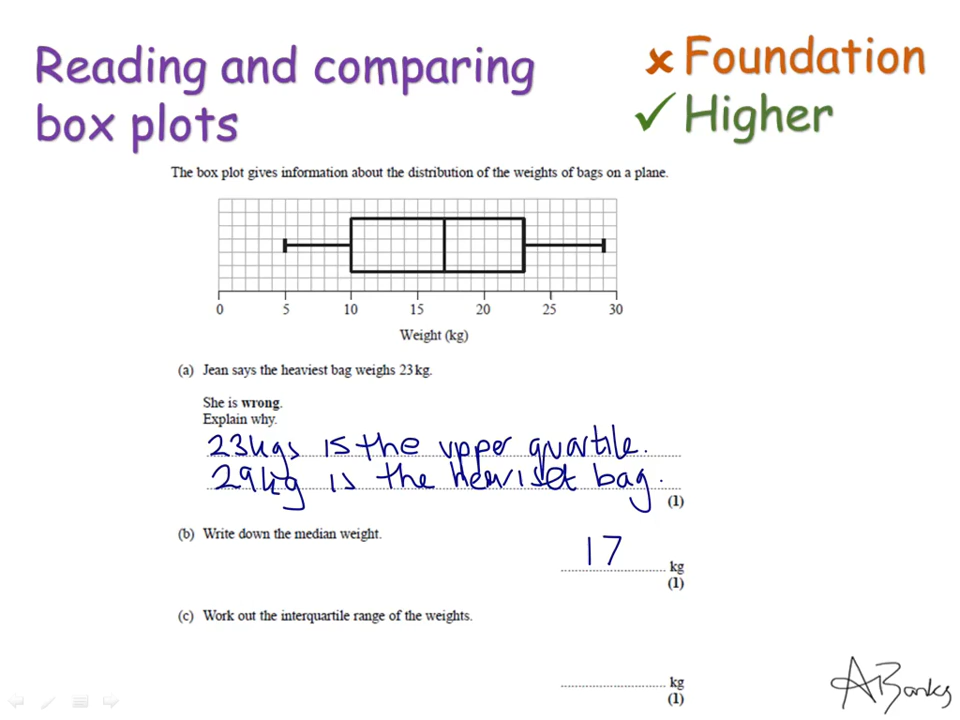 Reading and comparing
box plots
× Foundation
✓ Higher
The box plot gives information about the distribution of the weights of bags on a plane.
0 5 10 15 20 25 30
Weight (kg)
(a) Jean says the heaviest bag weighs 23 kg.
She is wrong.
Explain why.
23kgs is the upper quartile.
29kg is the heaviset bag.
(1)
(b) Write down the median weight.
17
kg
(1)
(c) Work out the interquartile range of the weights.
kg
(1)
ABanks